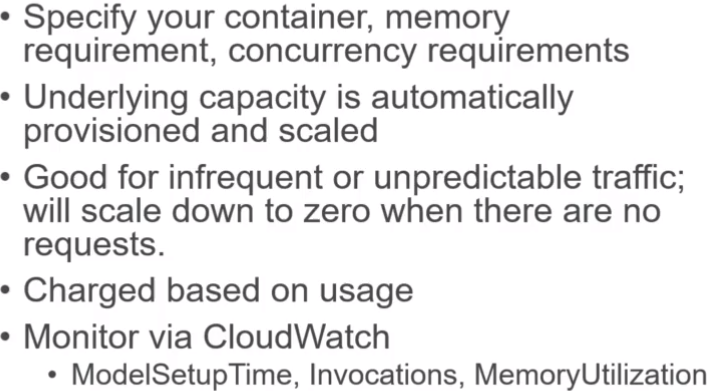 • Specify your container, memory
requirement, concurrency requirements
• Underlying capacity is automatically
provisioned and scaled
• Good for infrequent or unpredictable traffic;
will scale down to zero when there are no
requests.
• Charged based on usage
• Monitor via CloudWatch
• ModelSetupTime, Invocations, MemoryUtilization